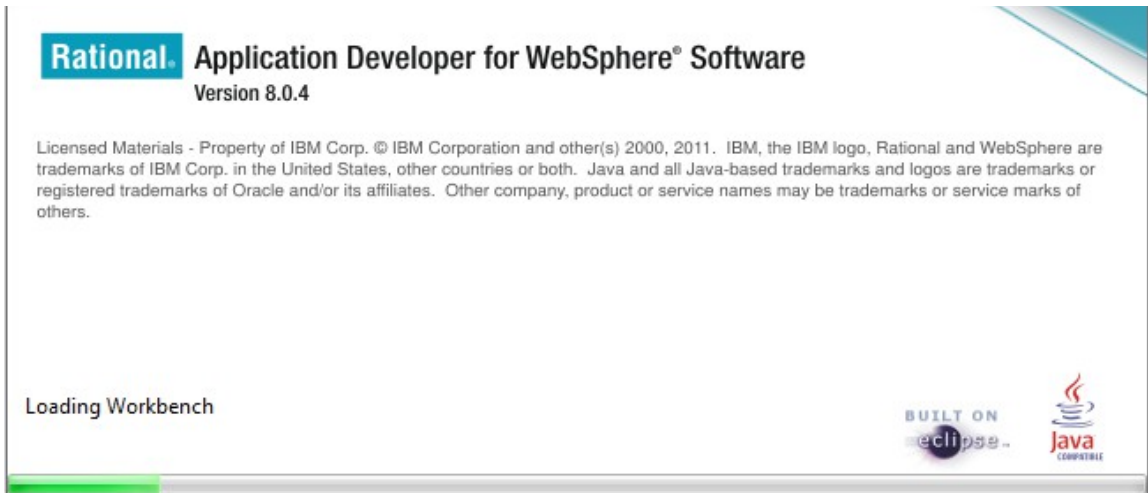 Rational® Application Developer for WebSphere® Software
Version 8.0.4
Licensed Materials - Property of IBM Corp. © IBM Corporation and other(s) 2000, 2011. IBM, the IBM logo, Rational and WebSphere are
trademarks of IBM Corp. in the United States, other countries or both. Java and all Java-based trademarks and logos are trademarks or
registered trademarks of Oracle and/or its affiliates. Other company, product or service names may be trademarks or service marks of
others.
Loading Workbench
BUILT ON
eclipse™
Java
COMPATIBLE